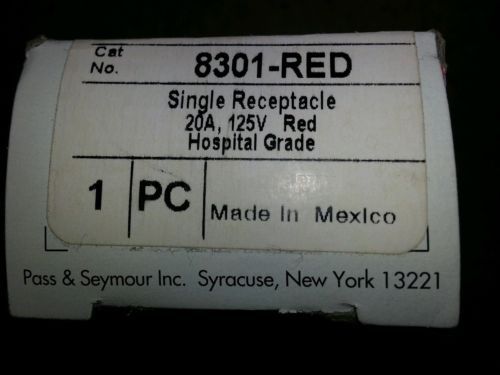 Cat No. 8301-RED
Single Receptacle
20A, 125V Red
Hospital Grade
1 PC Made In Mexico
Pass & Seymour Inc. Syracuse, New York 13221